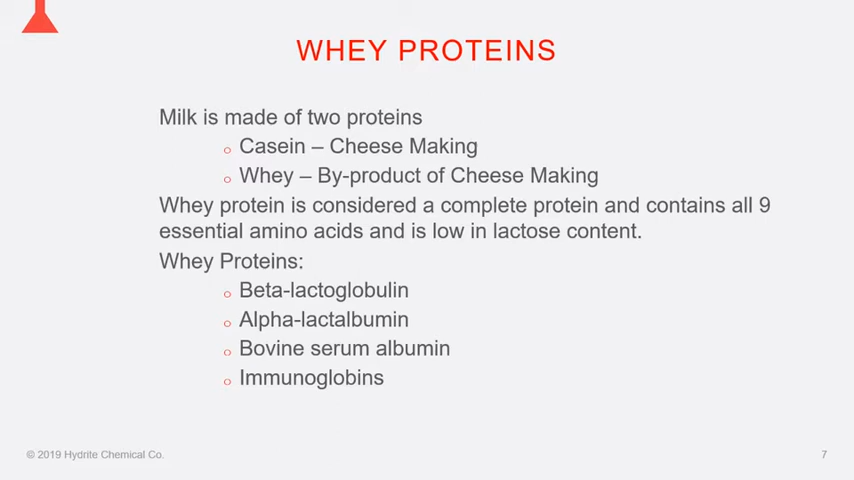 WHEY PROTEINS
Milk is made of two proteins
○ Casein – Cheese Making
○ Whey – By-product of Cheese Making
Whey protein is considered a complete protein and contains all 9
essential amino acids and is low in lactose content.
Whey Proteins:
○ Beta-lactoglobulin
○ Alpha-lactalbumin
○ Bovine serum albumin
○ Immunoglobins
© 2019 Hydrite Chemical Co. 7